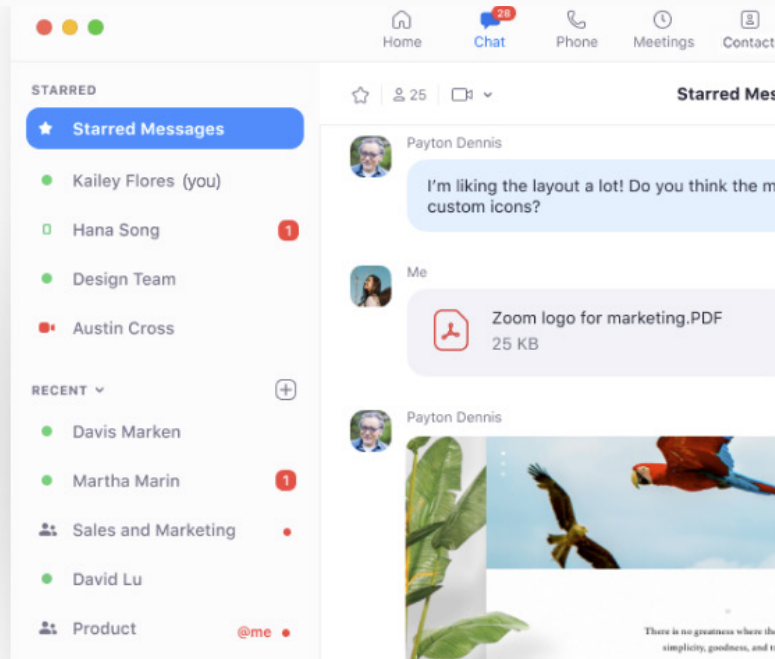 28
Home
Chat
Phone
Meetings
Contact
STARRED
Starred Messages
Kailey Flores (you)
Hana Song
1
Design Team
Austin Cross
RECENT
Davis Marken
Martha Marin
1
Sales and Marketing
David Lu
Product
@me
25
Starred Mes
Payton Dennis
I'm liking the layout a lot! Do you think the m
custom icons?
Me
Zoom logo for marketing.PDF
25 KB
Payton Dennis
There is no greatness where the
simplicity, goodness, and t